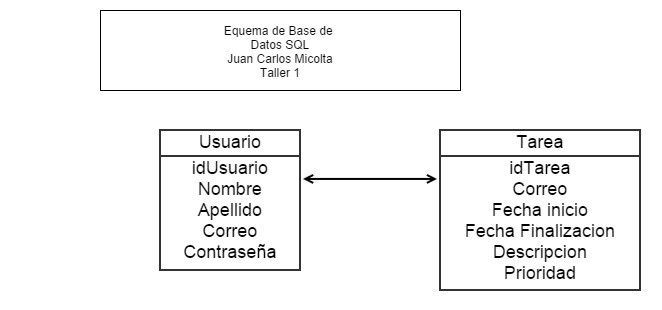 Equema de Base de
Datos SQL
Juan Carlos Micolta
Taller 1
Usuario
idUsuario
Nombre
Apellido
Correo
Contraseña
Tarea
idTarea
Correo
Fecha inicio
Fecha Finalizacion
Descripcion
Prioridad